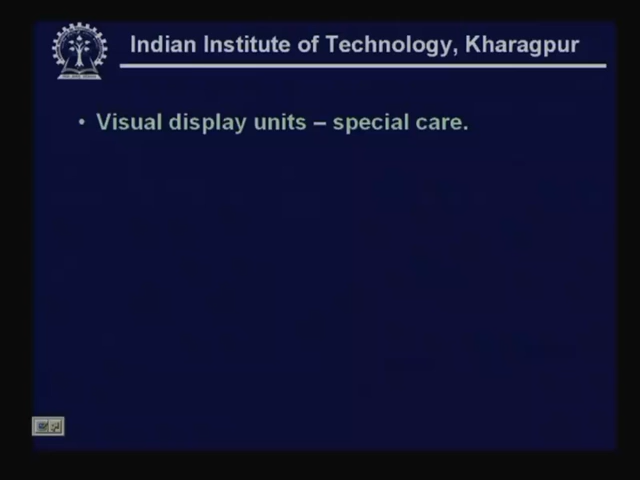 Indian Institute of Technology, Kharagpur
• Visual display units – special care.